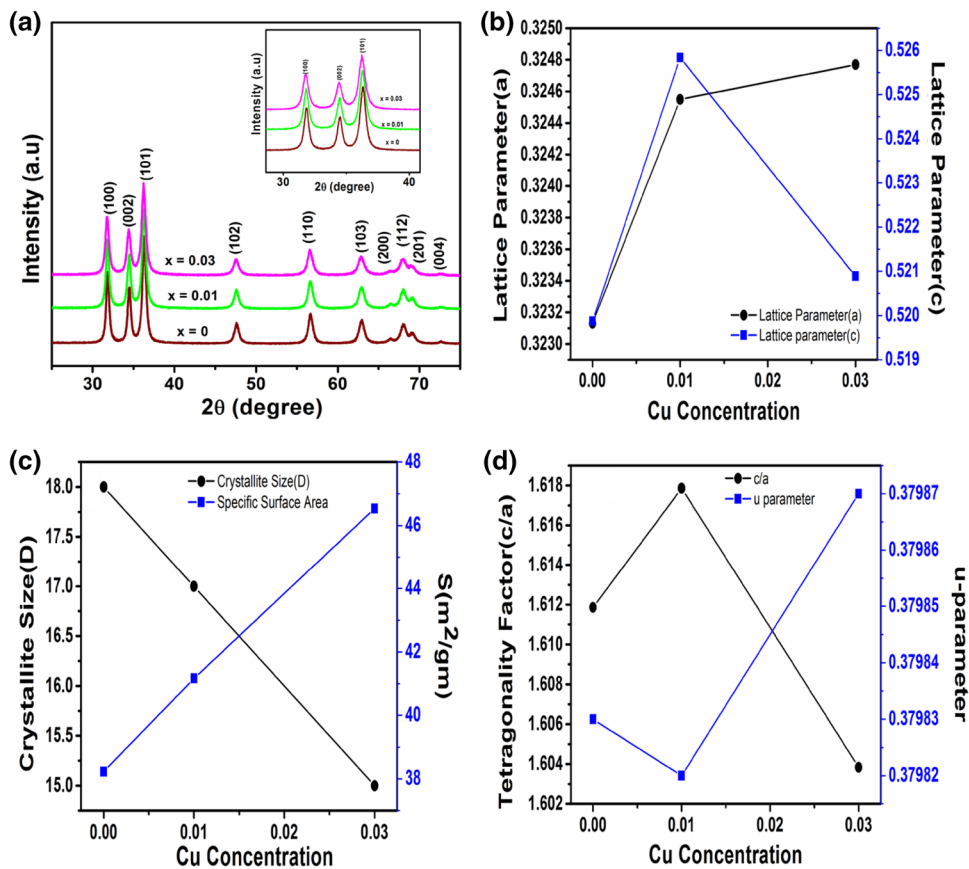 (a)
Intensity (a.u)
(100)
(002)
(101)
(102)
(110)
(103)
(200)
(112)
(201)
(004)
x = 0.03
x = 0.01
x = 0
30
40
50
60
70
2θ (degree)
Intensity (a.u)
(100)
(002)
(101)
x = 0.03
x = 0.01
x = 0
30
40
2θ (degree)
(b)
Lattice Parameter(a)
0.3250
0.3248
0.3246
0.3244
0.3242
0.3240
0.3238
0.3236
0.3234
0.3232
0.3230
Lattice Parameter(a)
Lattice parameter(c)
0.526
0.525
0.524
0.523
0.522
0.521
0.520
0.519
Lattice Parameter(c)
0.00
0.01
0.02
0.03
Cu Concentration
(c)
Crystallite Size(D)
18.0
17.5
17.0
16.5
16.0
15.5
15.0
Crystallite Size(D)
Specific Surface Area
48
46
44
42
40
38
S(m²/gm)
0.00
0.01
0.02
0.03
Cu Concentration
(d)
Tetragonality Factor(c/a)
1.618
1.616
1.614
1.612
1.610
1.608
1.606
1.604
1.602
c/a
u parameter
0.37987
0.37986
0.37985
0.37984
0.37983
0.37982
u-parameter
0.00
0.01
0.02
0.03
Cu Concentration